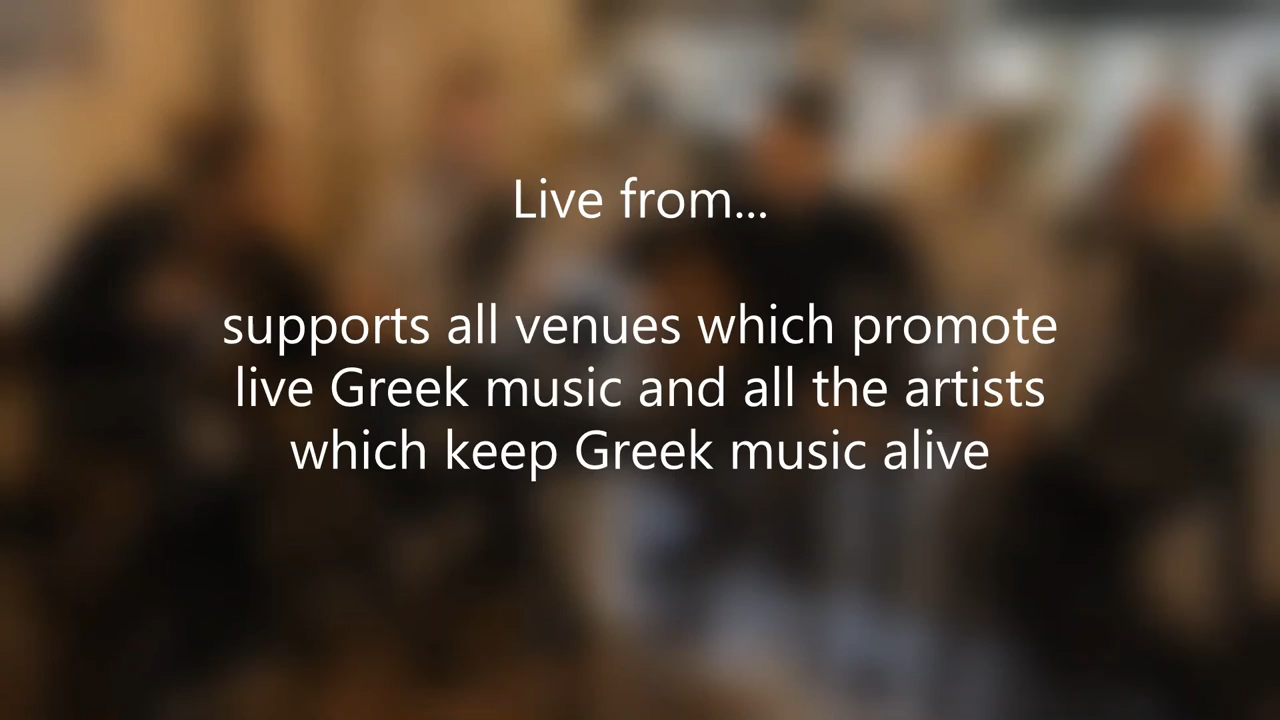 Live from...
supports all venues which promote
live Greek music and all the artists
which keep Greek music alive